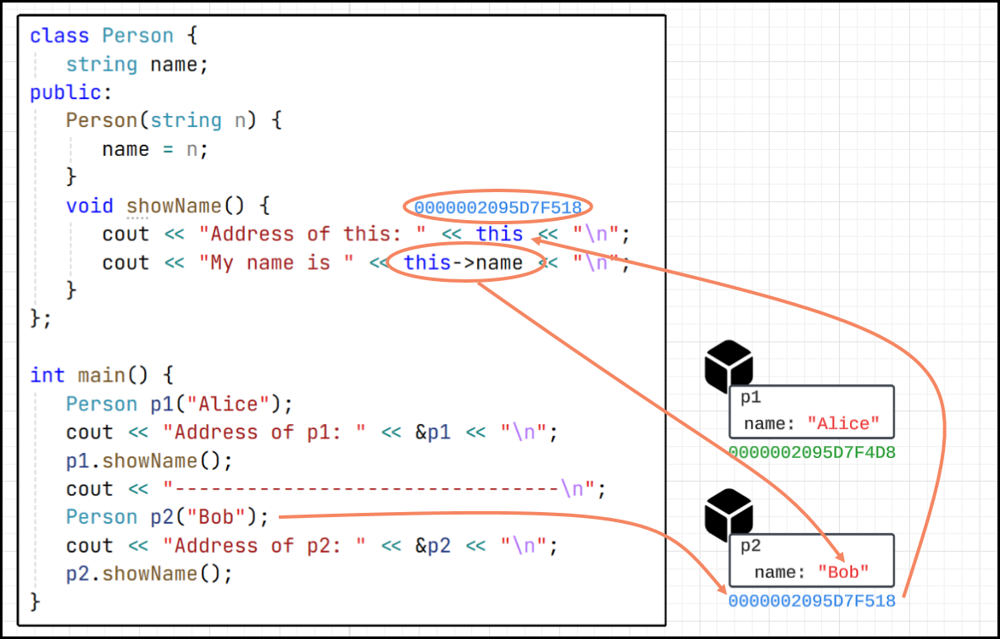 class Person {
string name;
public:
Person(string n) {
name = n;
}
void showName() {
0000002095D7F518
cout << "Address of this: " << this << "\n";
cout << "My name is " << this->name << "\n";
}
};
int main() {
Person p1("Alice");
cout << "Address of p1: " << &p1 << "\n";
p1.showName();
cout << "--------------------------------\n";
Person p2("Bob");
cout << "Address of p2: " << &p2 << "\n";
p2.showName();
}
p1
name: "Alice"
0000002095D7F4D8
p2
name: "Bob"
0000002095D7F518